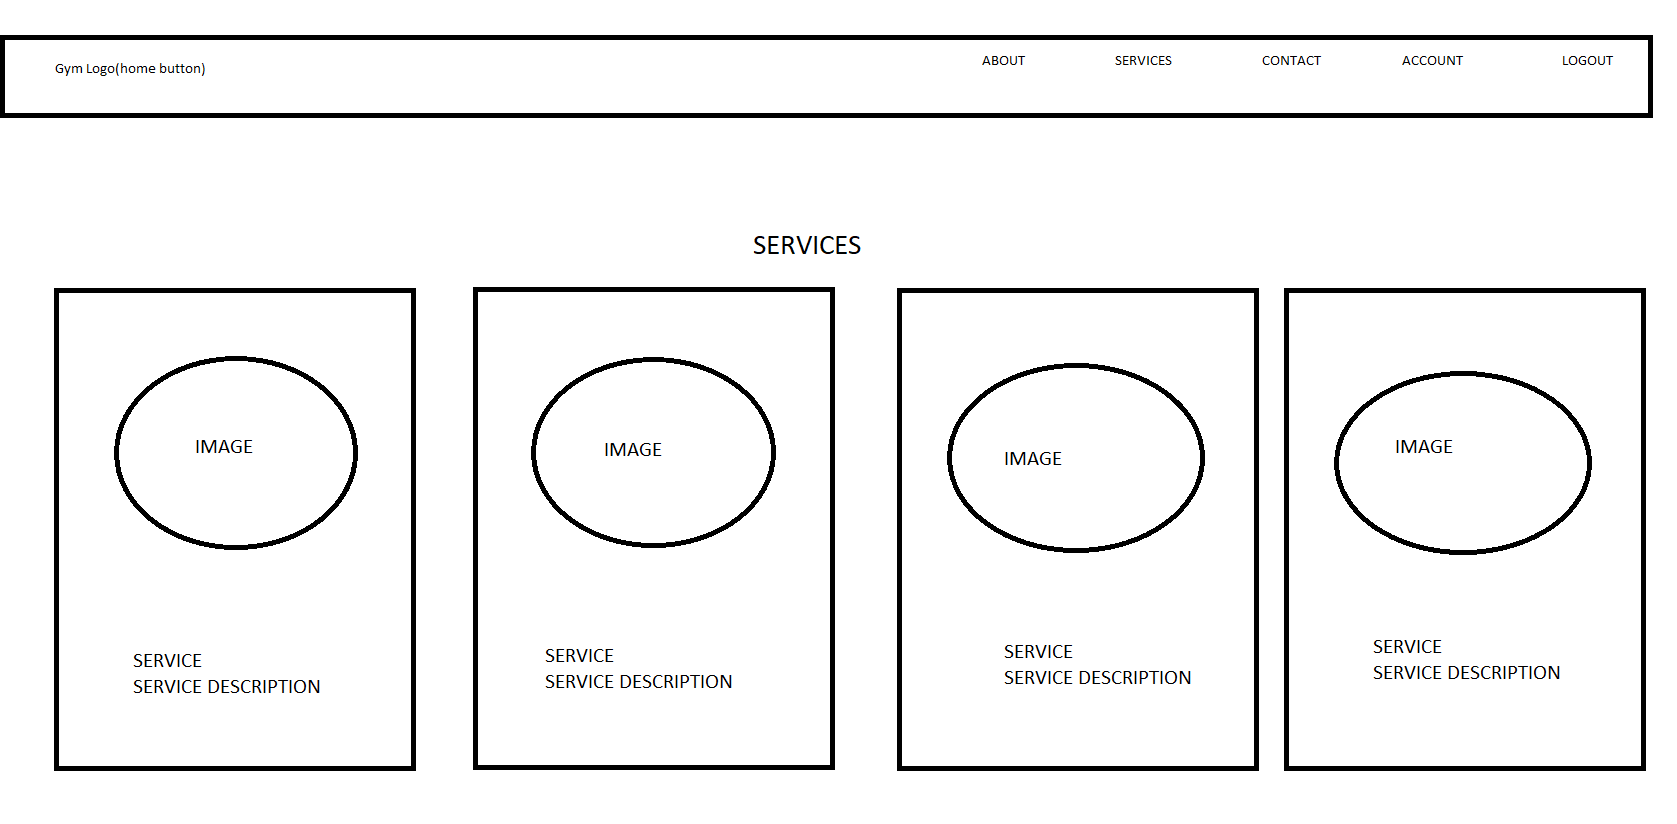 Gym Logo(home button)
ABOUT
SERVICES
CONTACT
ACCOUNT
LOGOUT
SERVICES
IMAGE
SERVICE
SERVICE DESCRIPTION
IMAGE
SERVICE
SERVICE DESCRIPTION
IMAGE
SERVICE
SERVICE DESCRIPTION
IMAGE
SERVICE
SERVICE DESCRIPTION